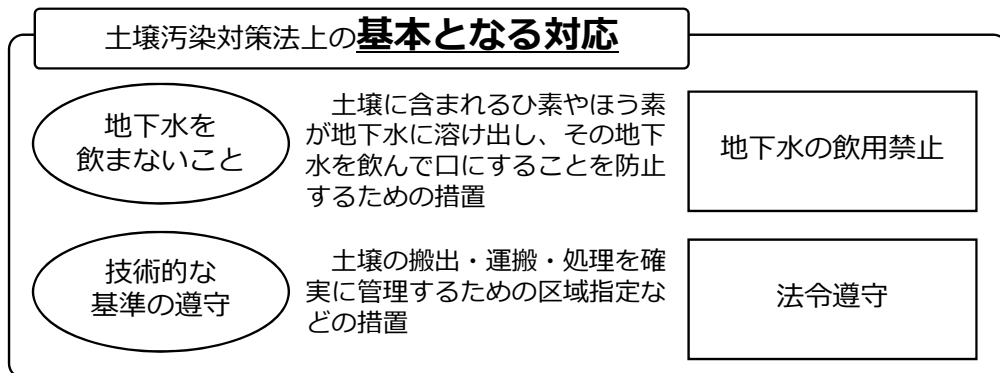 土壌汚染対策法上の基本となる対応
地下水を
飲まないこと
土壌に含まれるひ素やほう素
が地下水に溶け出し、その地下
水を飲んで口にすることを防止
するための措置
地下水の飲用禁止
技術的な
基準の遵守
土壌の搬出・運搬・処理を確
実に管理するための区域指定な
どの措置
法令遵守